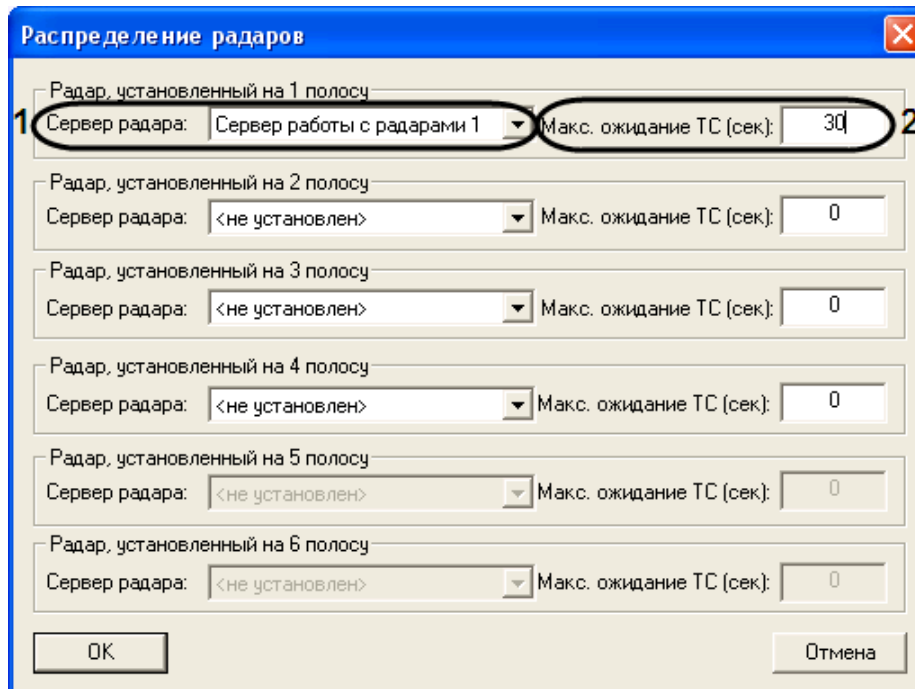 Распределение радаров
Радар, установленный на 1 полосу
1 Сервер радара: Сервер работы с радарами 1 Макс. ожидание ТС (сек): 30 2
Радар, установленный на 2 полосу
Сервер радара: <не установлен> Макс. ожидание ТС (сек): 0
Радар, установленный на 3 полосу
Сервер радара: <не установлен> Макс. ожидание ТС (сек): 0
Радар, установленный на 4 полосу
Сервер радара: <не установлен> Макс. ожидание ТС (сек): 0
Радар, установленный на 5 полосу
Сервер радара: <не установлен> Макс. ожидание ТС (сек): 0
Радар, установленный на 6 полосу
Сервер радара: <не установлен> Макс. ожидание ТС (сек): 0
OK Отмена